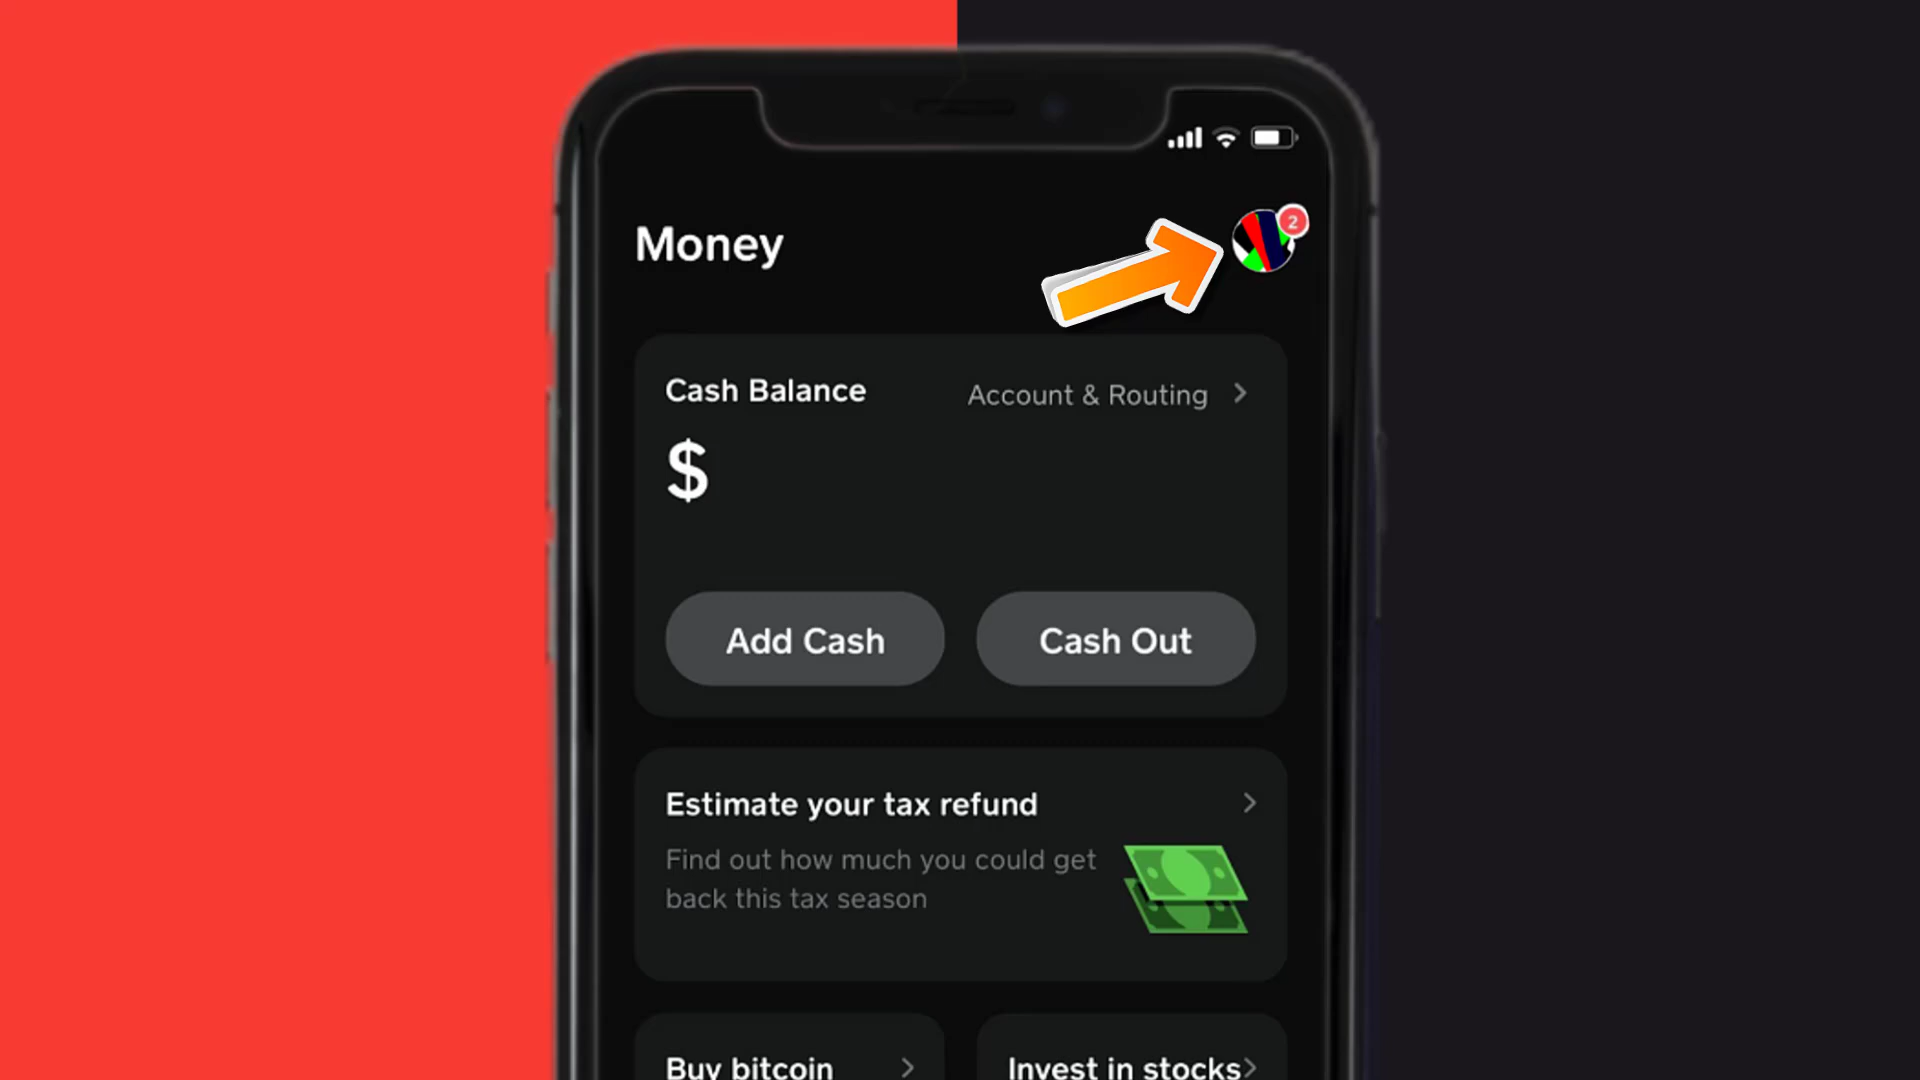 Money
2
Cash Balance
Account & Routing
$
Add Cash
Cash Out
Estimate your tax refund
Find out how much you could get
back this tax season
Buy bitcoin
Invest in stocks